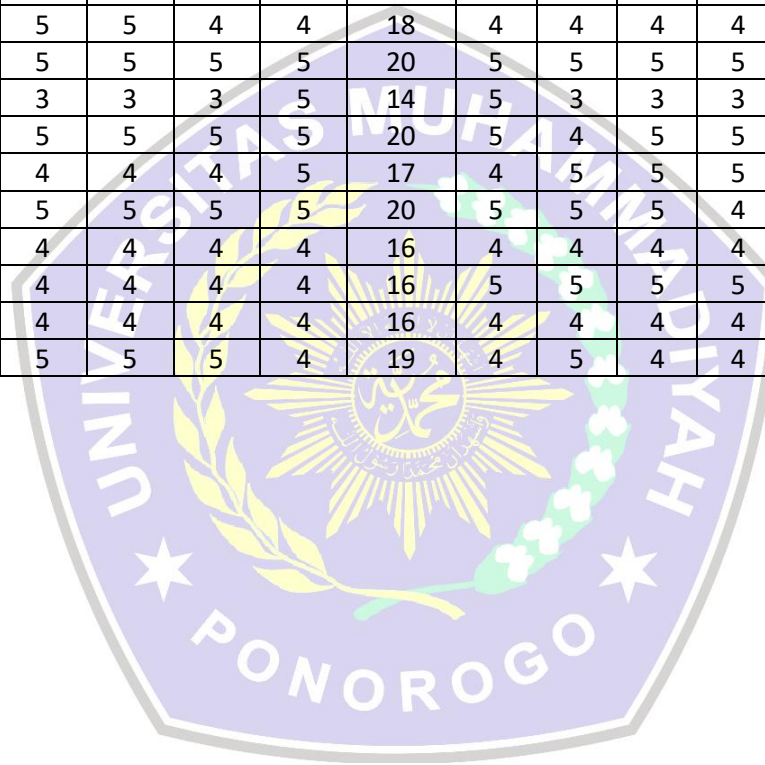 5 5 4 4 18 4 4 4 4
5 5 5 5 20 5 5 5 5
3 3 3 5 14 5 3 3 3
5 5 5 5 20 5 4 5 5
4 4 4 5 17 4 5 5 5
5 5 5 5 20 5 5 5 4
4 4 4 4 16 4 4 4 4
4 4 4 4 16 5 5 5 5
4 4 4 4 16 4 4 4 4
5 5 5 4 19 4 5 4 4
UNIVERSITAS MUHAMMADIYAH
PONOROGO